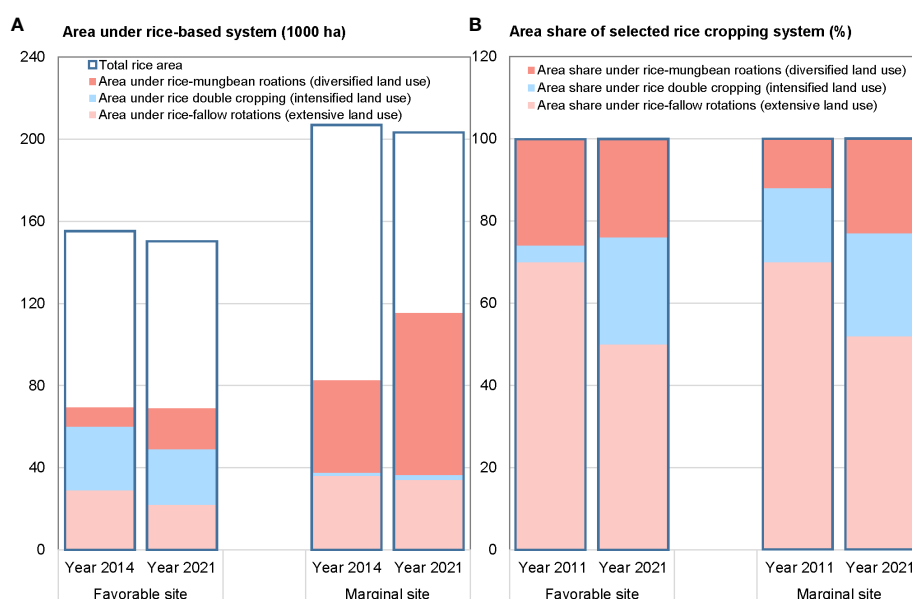 A
Area under rice-based system (1000 ha)
240
200
160
120
80
40
0
Total rice area
Area under rice-mungbean roations (diversified land use)
Area under rice double cropping (intensified land use)
Area under rice-fallow rotations (extensive land use)
Year 2014
Year 2021
Year 2014
Year 2021
Favorable site
Marginal site
B
Area share of selected rice cropping system (%)
120
100
80
60
40
20
0
Area share under rice-mungbean roations (diversified land use)
Area share under rice double cropping (intensified land use)
Area share under rice-fallow rotations (extensive land use)
Year 2011
Year 2021
Year 2011
Year 2021
Favorable site
Marginal site